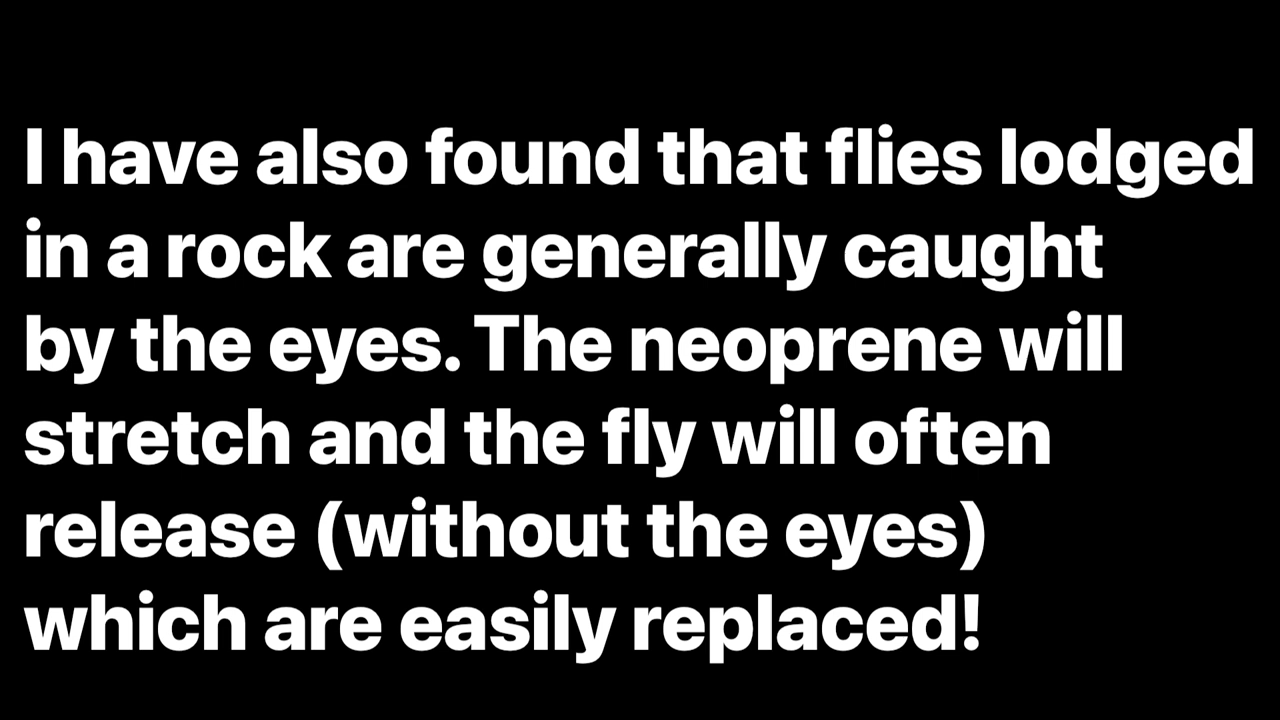 I have also found that flies lodged
in a rock are generally caught
by the eyes. The neoprene will
stretch and the fly will often
release (without the eyes)
which are easily replaced!